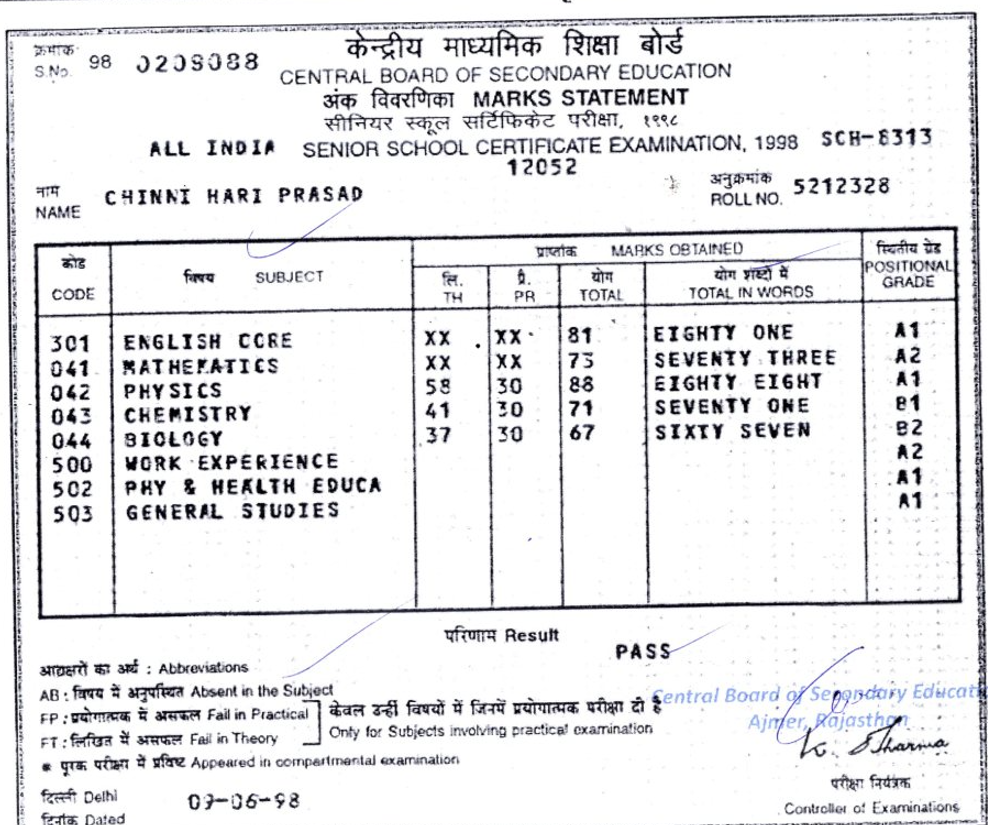 क्रमांक केन्द्रीय माध्यमिक शिक्षा बोर्ड
S.No. 98 0209088
CENTRAL BOARD OF SECONDARY EDUCATION
अंक विवरणिका MARKS STATEMENT
सीनियर स्कूल सर्टिफिकेट परीक्षा, १९९८
ALL INDIA SENIOR SCHOOL CERTIFICATE EXAMINATION, 1998 SCH-8313
12052
नाम अनुक्रमांक
NAME CHINNI HARI PRASAD ROLL NO. 5212328
कोड विषय SUBJECT प्राप्तांक MARKS OBTAINED स्थितीय ग्रेड
CODE लि. प्रै. योग योग शब्दों में POSITIONAL
TH PR TOTAL TOTAL IN WORDS GRADE
301 ENGLISH CORE XX XX 81 EIGHTY ONE A1
041 MATHEMATICS XX XX 73 SEVENTY THREE A2
042 PHYSICS 58 30 88 EIGHTY EIGHT A1
043 CHEMISTRY 41 30 71 SEVENTY ONE B1
044 BIOLOGY 37 30 67 SIXTY SEVEN B2
500 WORK EXPERIENCE A2
502 PHY & HEALTH EDUCA A1
503 GENERAL STUDIES A1
परिणाम Result PASS
आद्यक्षरों का अर्थ : Abbreviations
AB : विषय में अनुपस्थित Absent in the Subject
FP : प्रयोगात्मक में असफल Fail in Practical केवल उन्हीं विषयों में जिनमें प्रयोगात्मक परीक्षा दी है
FT : लिखित में असफल Fail in Theory Only for Subjects involving practical examination
* पूरक परीक्षा में प्रविष्ट Appeared in compartmental examination
Central Board of Secondary Educati
Ajmer, Rajasthan
K. Sharma
दिल्ली Delhi परीक्षा नियंत्रक
दिनांक Dated 09-06-98 Controller of Examinations